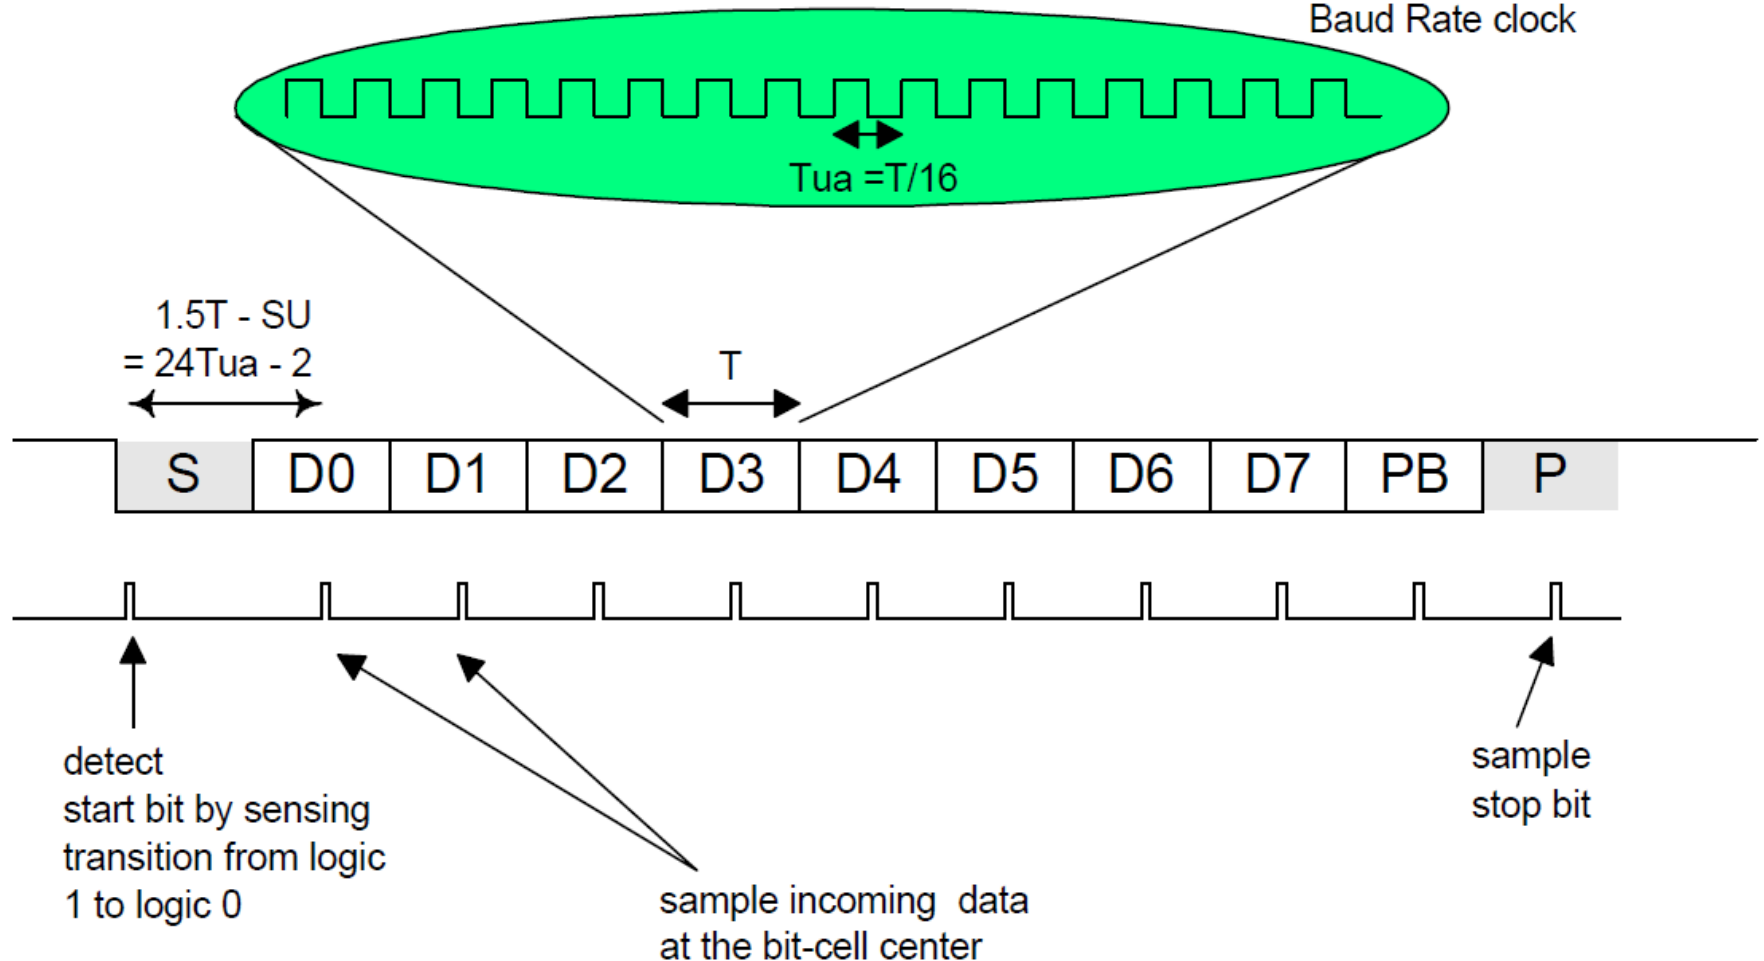 Baud Rate clock
Tua =T/16
1.5T - SU
= 24Tua - 2
T
S D0 D1 D2 D3 D4 D5 D6 D7 PB P
detect
start bit by sensing
transition from logic
1 to logic 0
sample incoming data
at the bit-cell center
sample
stop bit